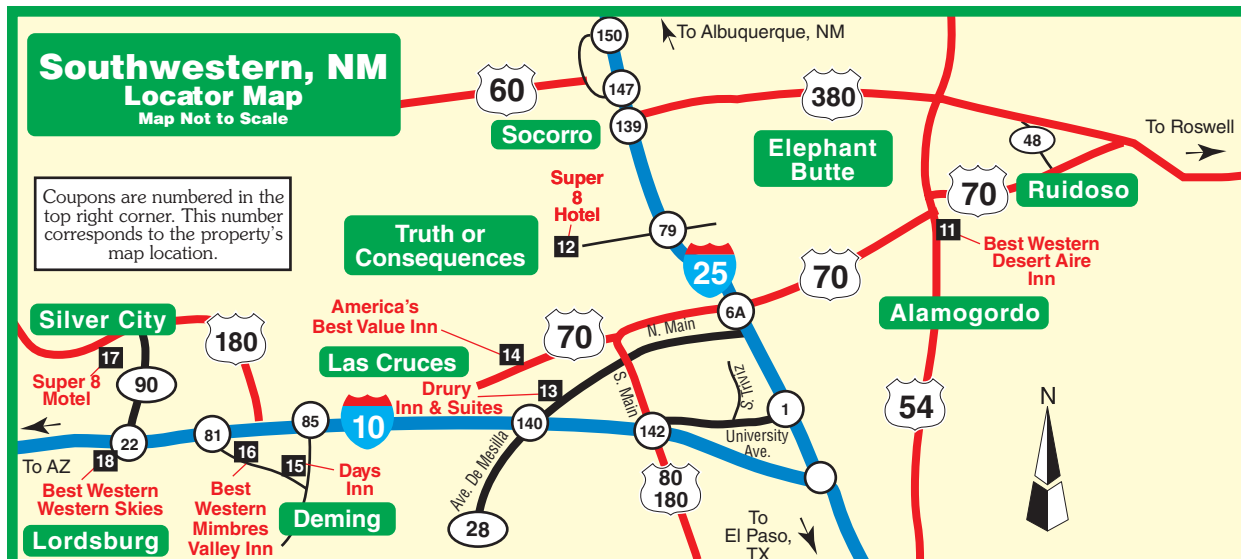 Southwestern, NM
Locator Map
Map Not to Scale
Coupons are numbered in the
top right corner. This number
corresponds to the property's
map location.
150
To Albuquerque, NM
60
147
139
380
Socorro
Elephant
Butte
48
To Roswell
70
Ruidoso
Super
8
Hotel
12
79
Truth or
Consequences
25
11
Best Western
Desert Aire
Inn
70
Alamogordo
Silver City
180
17
Super 8
Motel
90
America's
Best Value Inn
14
70
6A
N. Main
Las Cruces
Drury
Inn & Suites
13
S. Main
S. Triviz
1
University
Ave.
54
N
22
81
85
10
140
142
To AZ
18
Best Western
Western Skies
Lordsburg
16
Best
Western
Mimbres
Valley Inn
15
Days
Inn
Deming
Ave. De Mesilla
28
80
180
To
El Paso,
TX